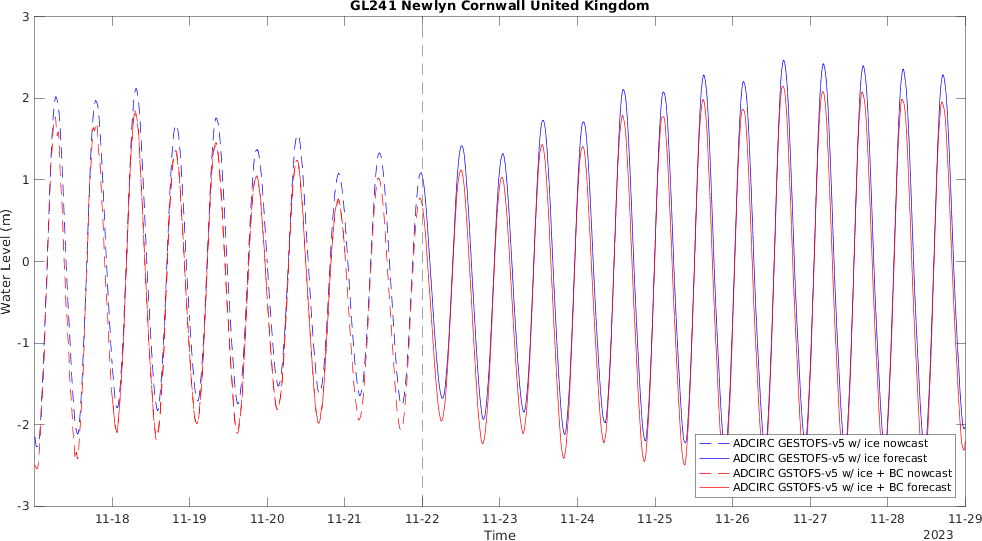 GL241 Newlyn Cornwall United Kingdom
3
2
1
0
-1
-2
-3
Water Level (m)
ADCIRC GESTOFS-v5 w/ ice nowcast
ADCIRC GESTOFS-v5 w/ ice forecast
ADCIRC GSTOFS-v5 w/ ice + BC nowcast
ADCIRC GSTOFS-v5 w/ ice + BC forecast
11-18 11-19 11-20 11-21 11-22 11-23 11-24 11-25 11-26 11-27 11-28 11-29
Time
2023